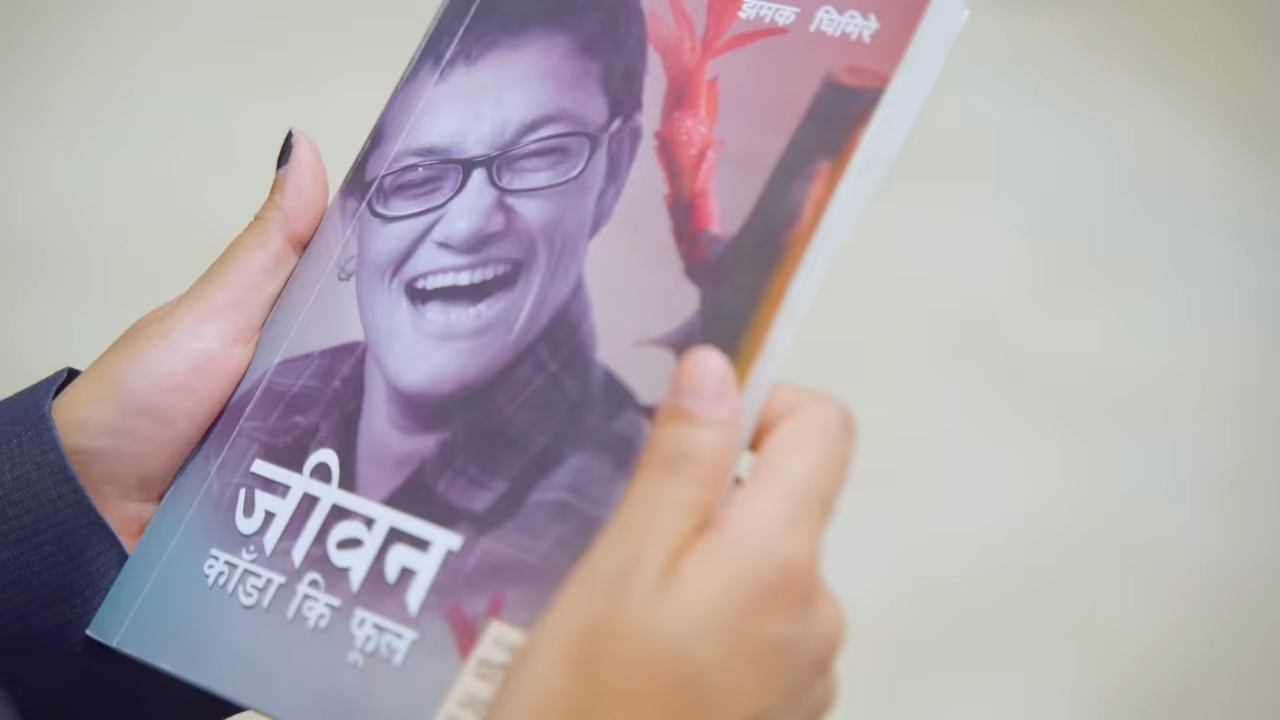 झमक घिमिरे
जीवन
काँडा कि फूल